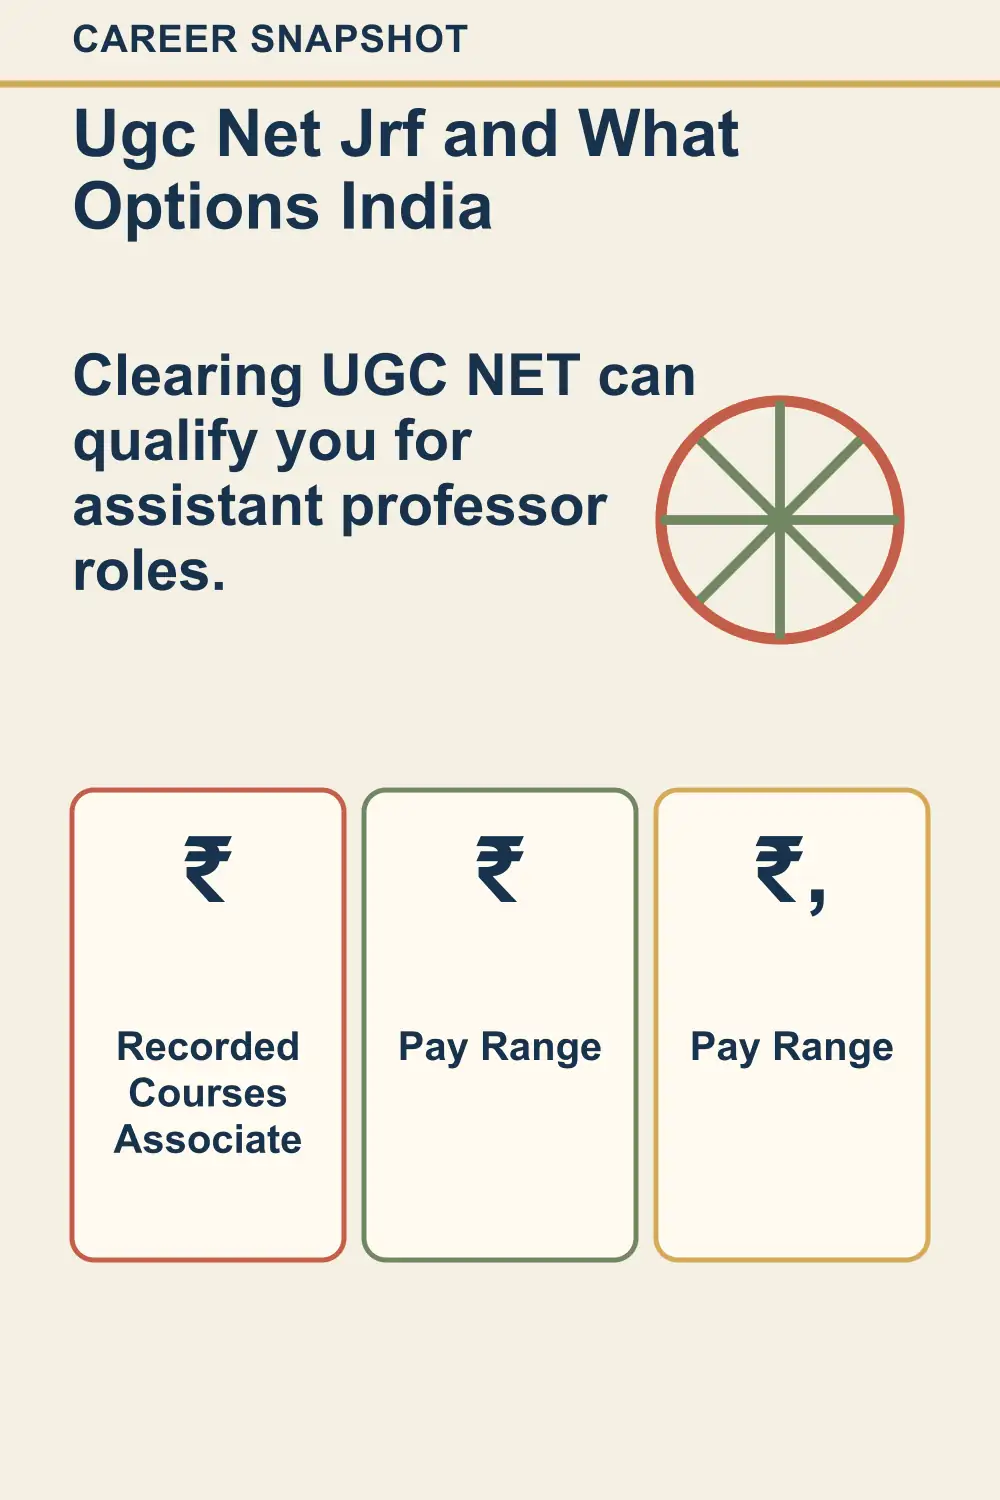 CAREER SNAPSHOT
Ugc Net Jrf and What
Options India
Clearing UGC NET can
qualify you for
assistant professor
roles.
₹
Recorded
Courses
Associate
₹
Pay Range
₹,
Pay Range